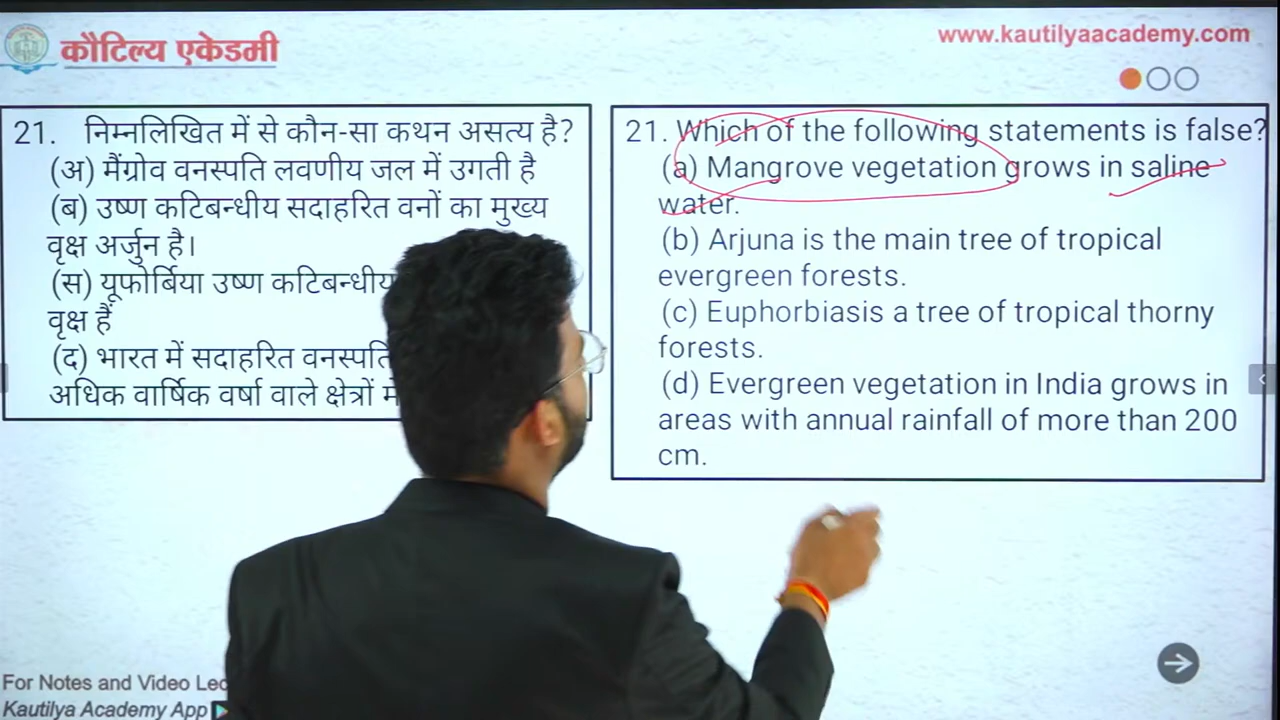 कौटिल्य एकेडमी
www.kautilyaacademy.com
21. निम्नलिखित में से कौन-सा कथन असत्य है?
(अ) मैंग्रोव वनस्पति लवणीय जल में उगती है
(ब) उष्ण कटिबन्धीय सदाहरित वनों का मुख्य
वृक्ष अर्जुन है।
(स) यूफोर्बिया उष्ण कटिबन्धीय
वृक्ष हैं
(द) भारत में सदाहरित वनस्पति
अधिक वार्षिक वर्षा वाले क्षेत्रों में
21. Which of the following statements is false?
(a) Mangrove vegetation grows in saline
water.
(b) Arjuna is the main tree of tropical
evergreen forests.
(c) Euphorbiasis a tree of tropical thorny
forests.
(d) Evergreen vegetation in India grows in
areas with annual rainfall of more than 200
cm.
For Notes and Video
Kautilya Academy App